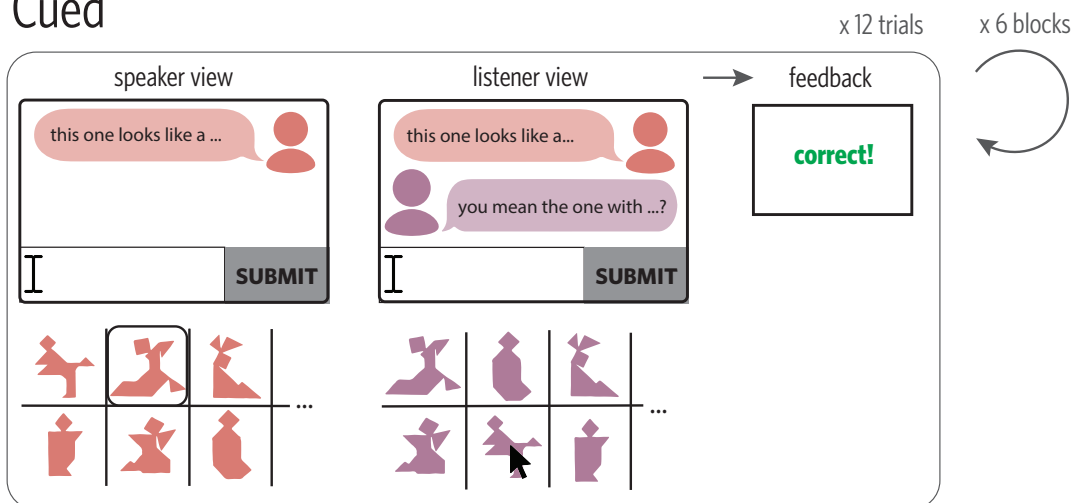 Cued
x 12 trials
x 6 blocks
speaker view
listener view
feedback
this one looks like a ...
this one looks like a...
you mean the one with ...?
correct!
SUBMIT
SUBMIT
...
...